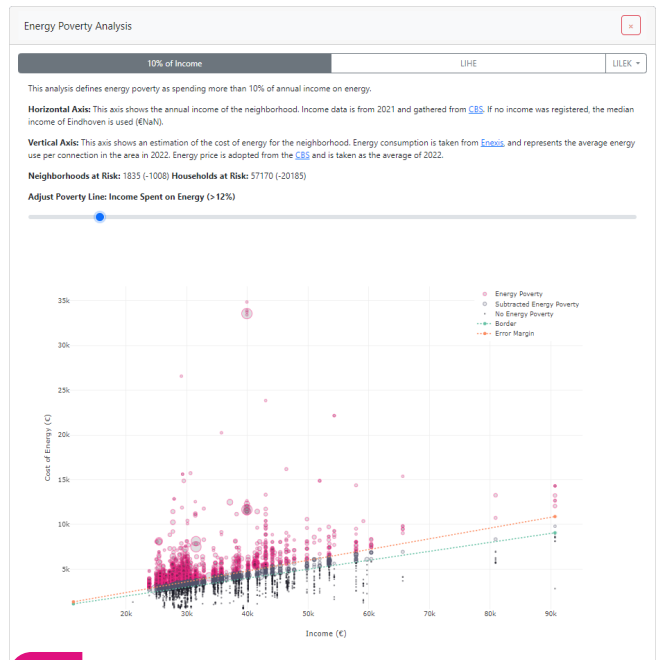 Energy Poverty Analysis
×
10% of Income
LIHE
LILEK
This analysis defines energy poverty as spending more than 10% of annual income on energy.
Horizontal Axis: This axis shows the annual income of the neighborhood. Income data is from 2021 and gathered from CBS. If no income was registered, the median
income of Eindhoven is used (€NaN).
Vertical Axis: This axis shows an estimation of the cost of energy for the neighborhood. Energy consumption is taken from Enexis, and represents the average energy
use per connection in the area in 2022. Energy price is adopted from the CBS and is taken as the average of 2022.
Neighborhoods at Risk: 1835 (-1008) Households at Risk: 57170 (-20185)
Adjust Poverty Line: Income Spent on Energy (>12%)
Energy Poverty
Subtracted Energy Poverty
No Energy Poverty
Border
Error Margin
35k
30k
25k
20k
15k
10k
5k
Cost of Energy (€)
20k
30k
40k
50k
60k
70k
80k
90k
Income (€)